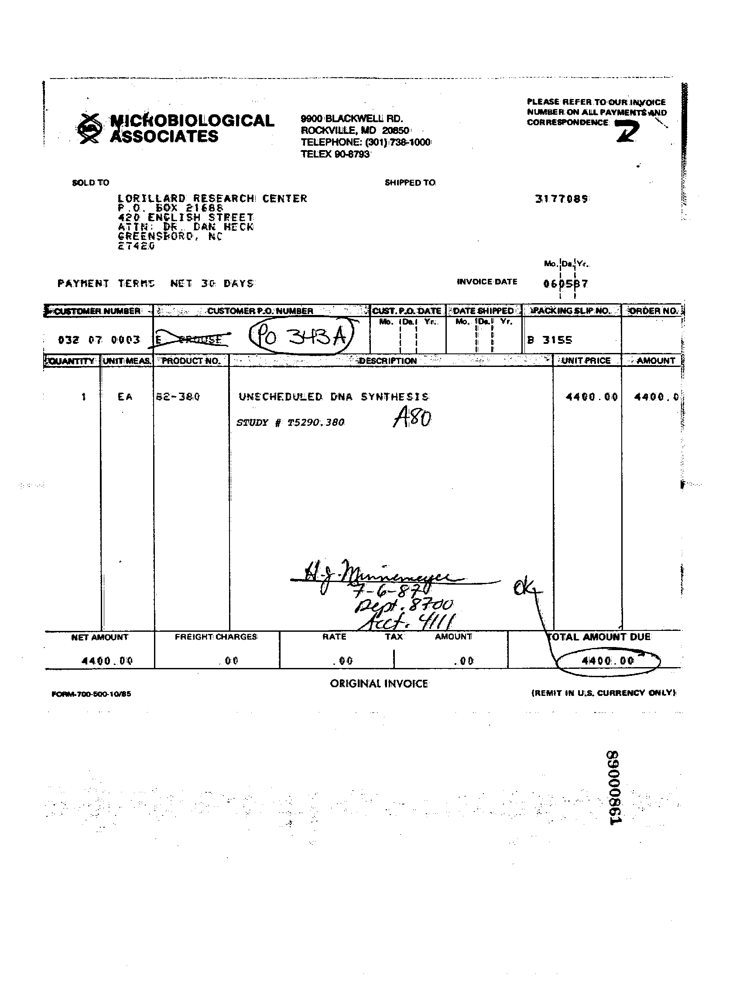 PLEASE REFER TO OUR INVOICE
NUMBER ON ALL PAYMENTS AND
CORRESPONDENCE
MICROBIOLOGICAL
ASSOCIATES
9900 BLACKWELL RD.
ROCKVILLE, MD 20850
TELEPHONE: (301) 738-1000
TELEX 90-8793
SOLD TO
SHIPPED TO
LORILLARD RESEARCH CENTER
P.O. BOX 21688
420 ENGLISH STREET
ATTN: DR. DAN HECK
GREENSBORO, NC
27420
3177089
Mo. Da. Yr.
PAYMENT TERMS NET 30 DAYS
INVOICE DATE
060587
CUSTOMER NUMBER CUSTOMER P.O. NUMBER CUST. P.O. DATE DATE SHIPPED PACKING SLIP NO. ORDER NO.
Mo. Da. Yr. Mo. Da. Yr.
032 07 0003 E CROUSE PO 343A B 3155
QUANTITY UNIT MEAS. PRODUCT NO. DESCRIPTION UNIT PRICE AMOUNT
1 EA 82-380 UNSCHEDULED DNA SYNTHESIS 4400.00 4400.0
STUDY # T5290.380 A80
H.J. Minnemeyer
7-6-87
OK
Dept. 8700
Acct. 4111
NET AMOUNT FREIGHT CHARGES RATE TAX AMOUNT TOTAL AMOUNT DUE
4400.00 .00 .00 .00 4400.00
ORIGINAL INVOICE
FORM-700-500-10/85
(REMIT IN U.S. CURRENCY ONLY)
89000861